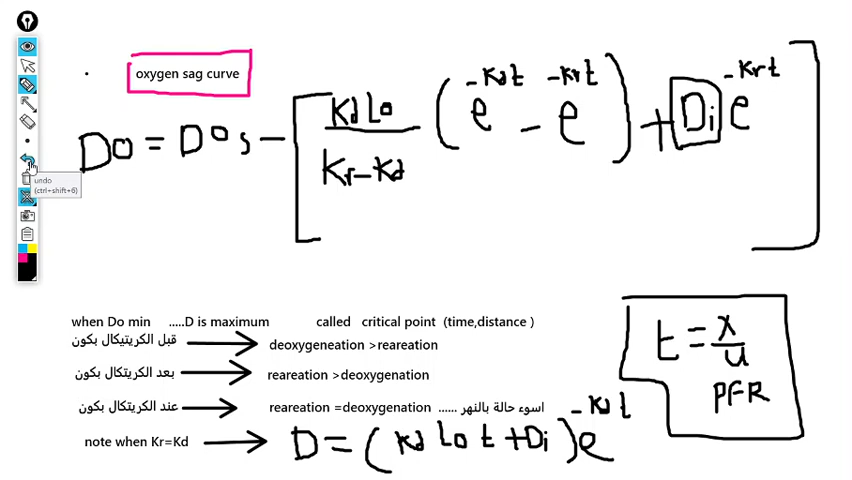 oxygen sag curve
DO = DOs - [ KdLo / Kr-Kd ( e^-Kdt - e^-Krt ) + Di e^-Krt ]
undo
(ctrl+shift+6)
when Do min .....D is maximum called critical point (time,distance )
قبل الكريتيكال بكون deoxygeneation >reareation
بعد الكريتكال بكون reareation >deoxygenation
عند الكريتكال بكون reareation =deoxygenation ...... اسوء حالة بالنهر
note when Kr=Kd D = ( Kd Lo t + Di ) e^-Kdt
t = x/u
PFR